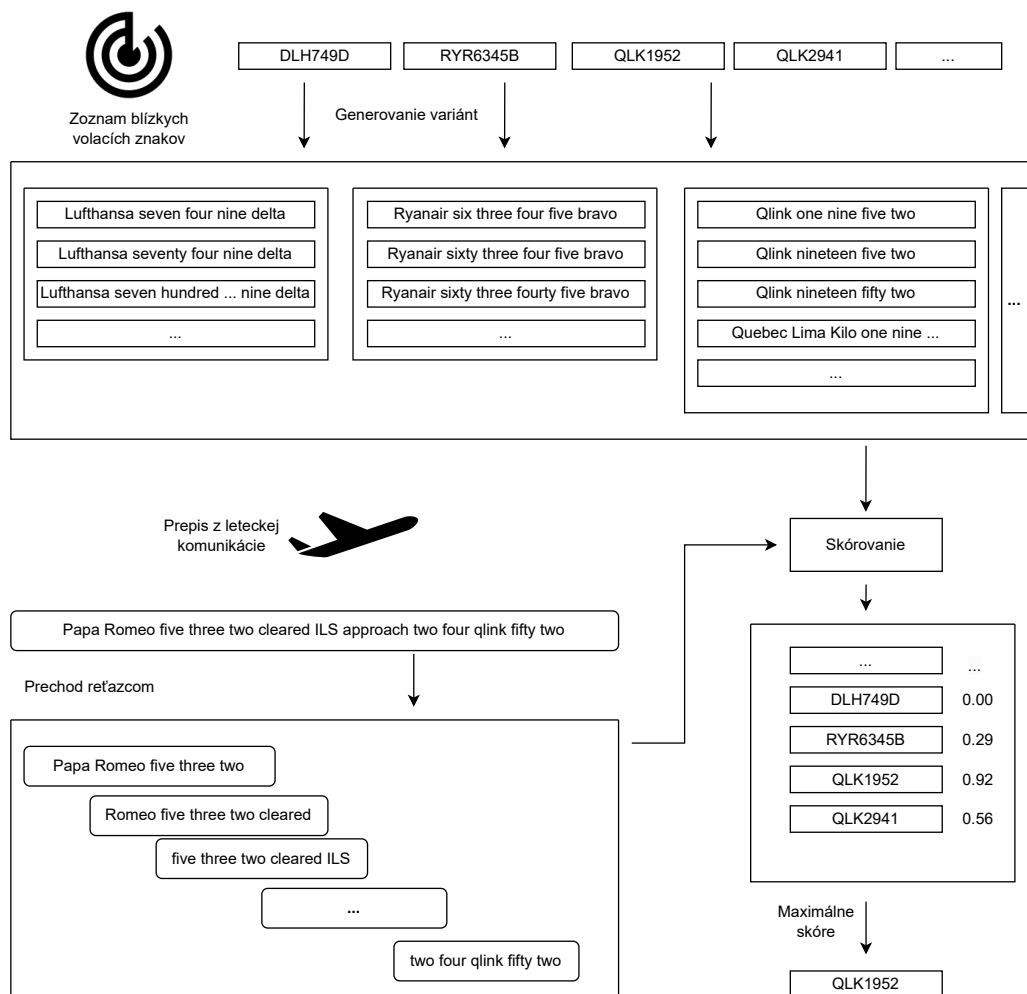 DLH749D
RYR6345B
QLK1952
QLK2941
...
Zoznam blízkych
volacích znakov
Generovanie variánt
Lufthansa seven four nine delta
Lufthansa seventy four nine delta
Lufthansa seven hundred ... nine delta
...
Ryanair six three four five bravo
Ryanair sixty three four five bravo
Ryanair sixty three fourty five bravo
...
Qlink one nine five two
Qlink nineteen five two
Qlink nineteen fifty two
Quebec Lima Kilo one nine ...
...
...
Prepis z leteckej
komunikácie
Skórovanie
Papa Romeo five three two cleared ILS approach two four qlink fifty two
Prechod reťazcom
Papa Romeo five three two
Romeo five three two cleared
five three two cleared ILS
...
two four qlink fifty two
... ...
DLH749D 0.00
RYR6345B 0.29
QLK1952 0.92
QLK2941 0.56
Maximálne
skóre
QLK1952